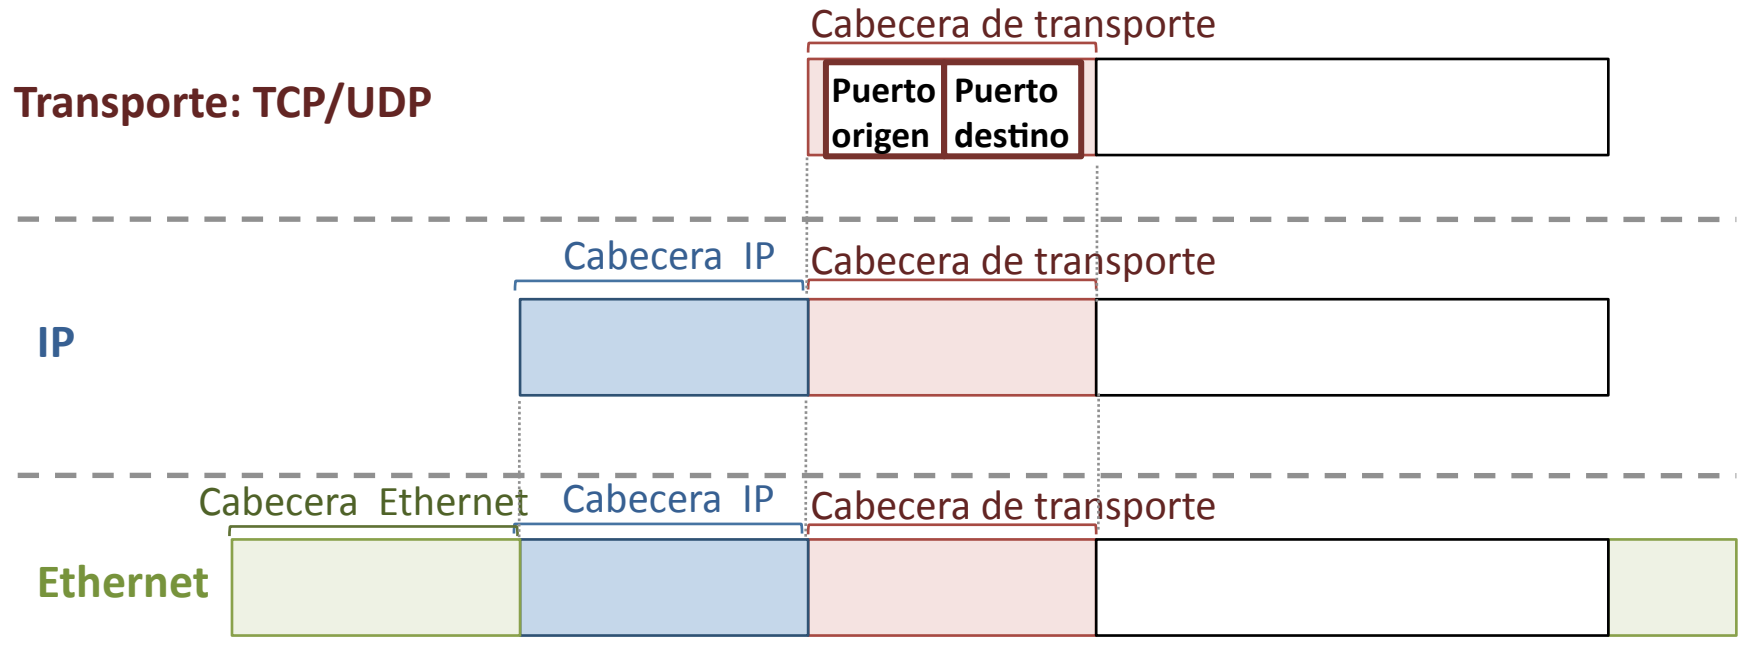 Cabecera de transporte
Transporte: TCP/UDP
Puerto origen
Puerto destino
Cabecera IP
Cabecera de transporte
IP
Cabecera Ethernet
Cabecera IP
Cabecera de transporte
Ethernet